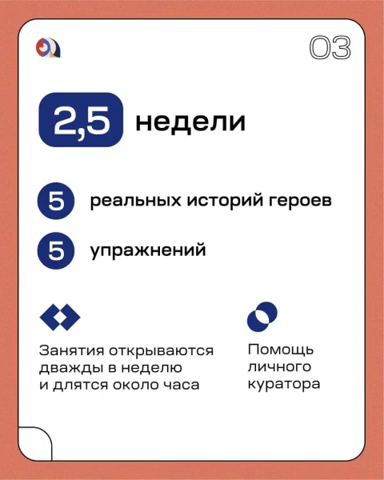 03
2,5 недели
5 реальных историй героев
5 упражнений
Занятия открываются
дважды в неделю
и длятся около часа
Помощь
личного
куратора